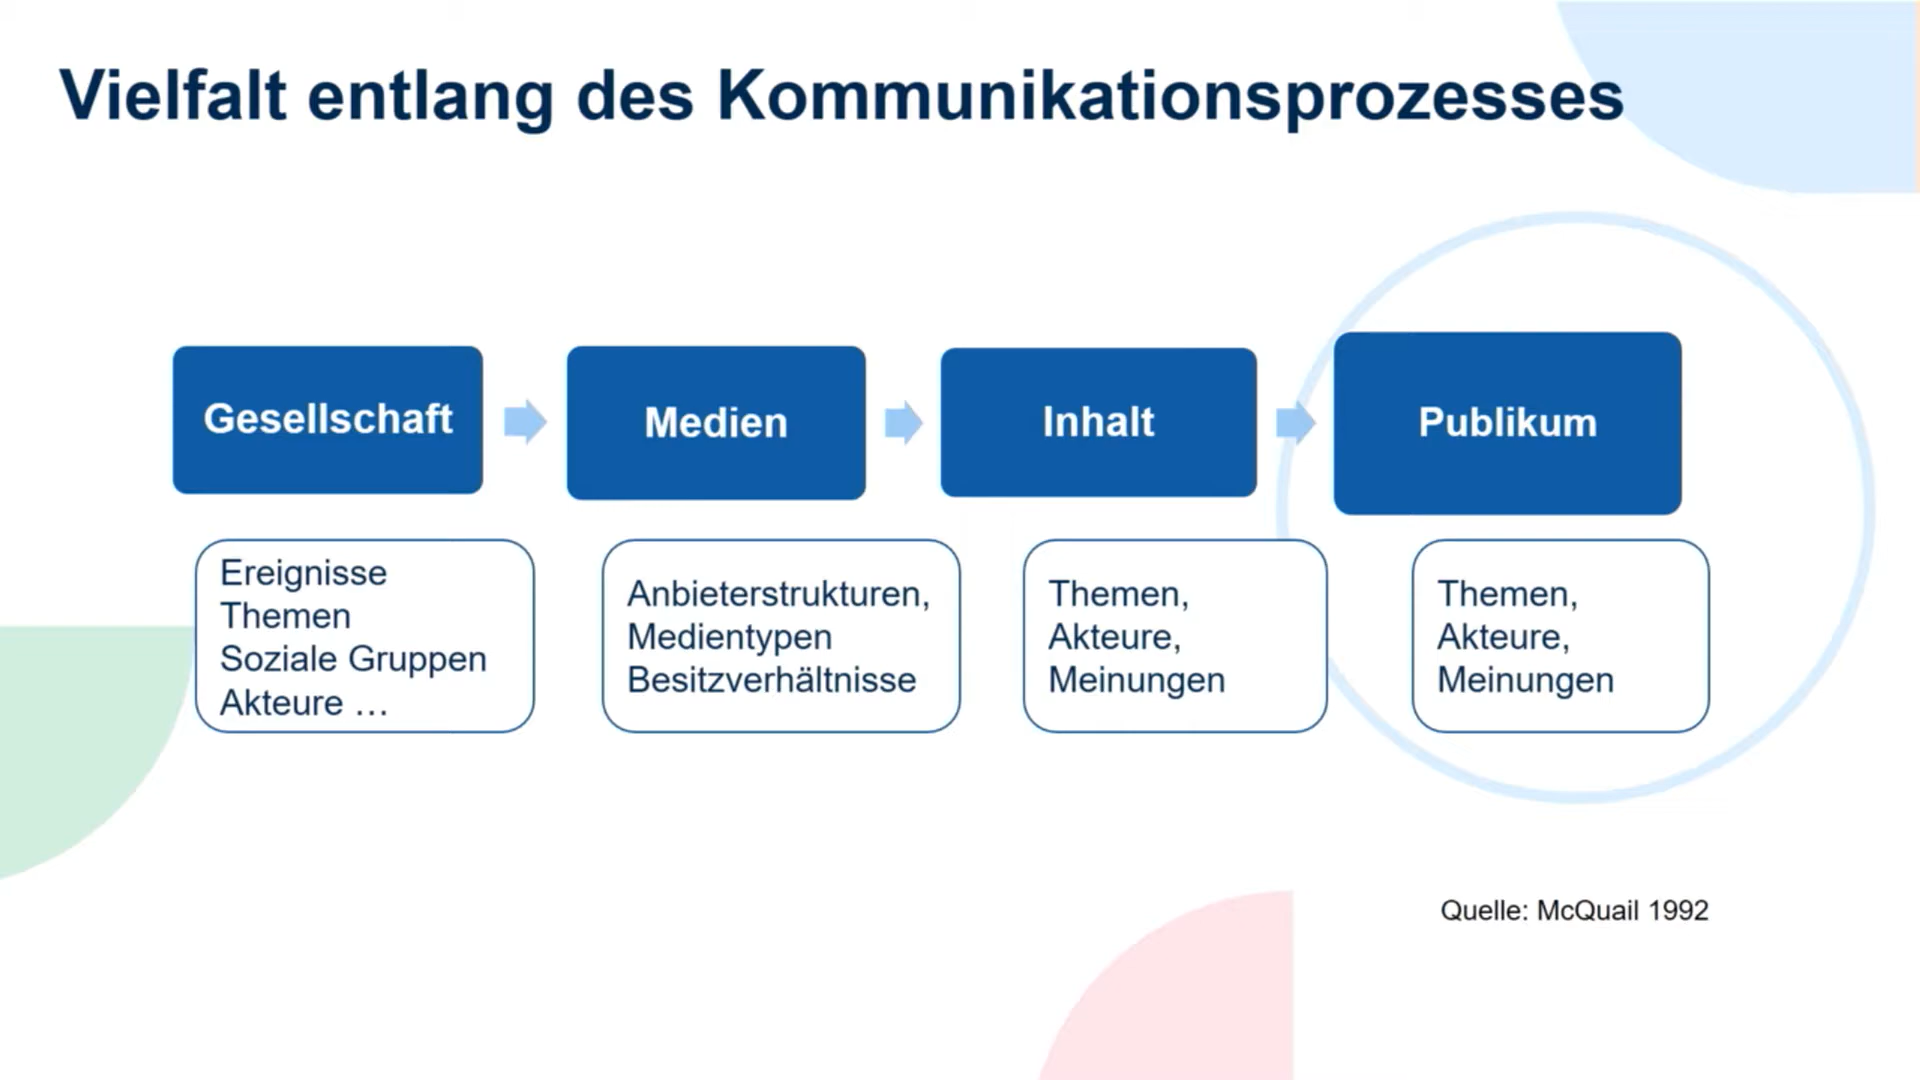 Vielfalt entlang des Kommunikationsprozesses
Gesellschaft
Medien
Inhalt
Publikum
Ereignisse
Themen
Soziale Gruppen
Akteure …
Anbieterstrukturen,
Medientypen
Besitzverhältnisse
Themen,
Akteure,
Meinungen
Themen,
Akteure,
Meinungen
Quelle: McQuail 1992